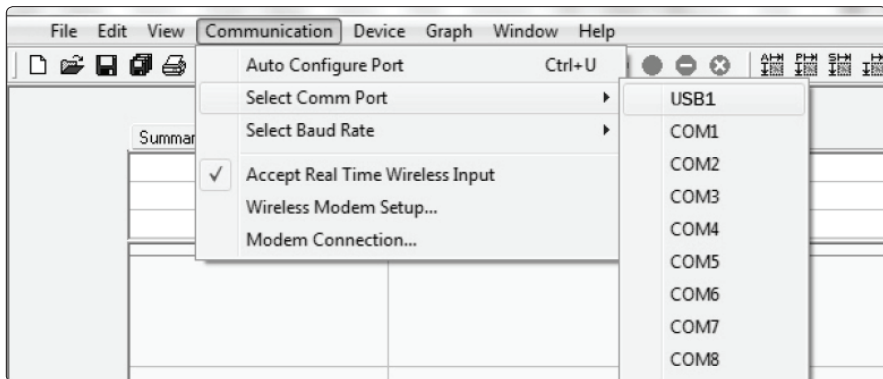 File Edit View Communication Device Graph Window Help
Auto Configure Port Ctrl+U
Select Comm Port
Select Baud Rate
Accept Real Time Wireless Input
Wireless Modem Setup...
Modem Connection...
USB1
COM1
COM2
COM3
COM4
COM5
COM6
COM7
COM8